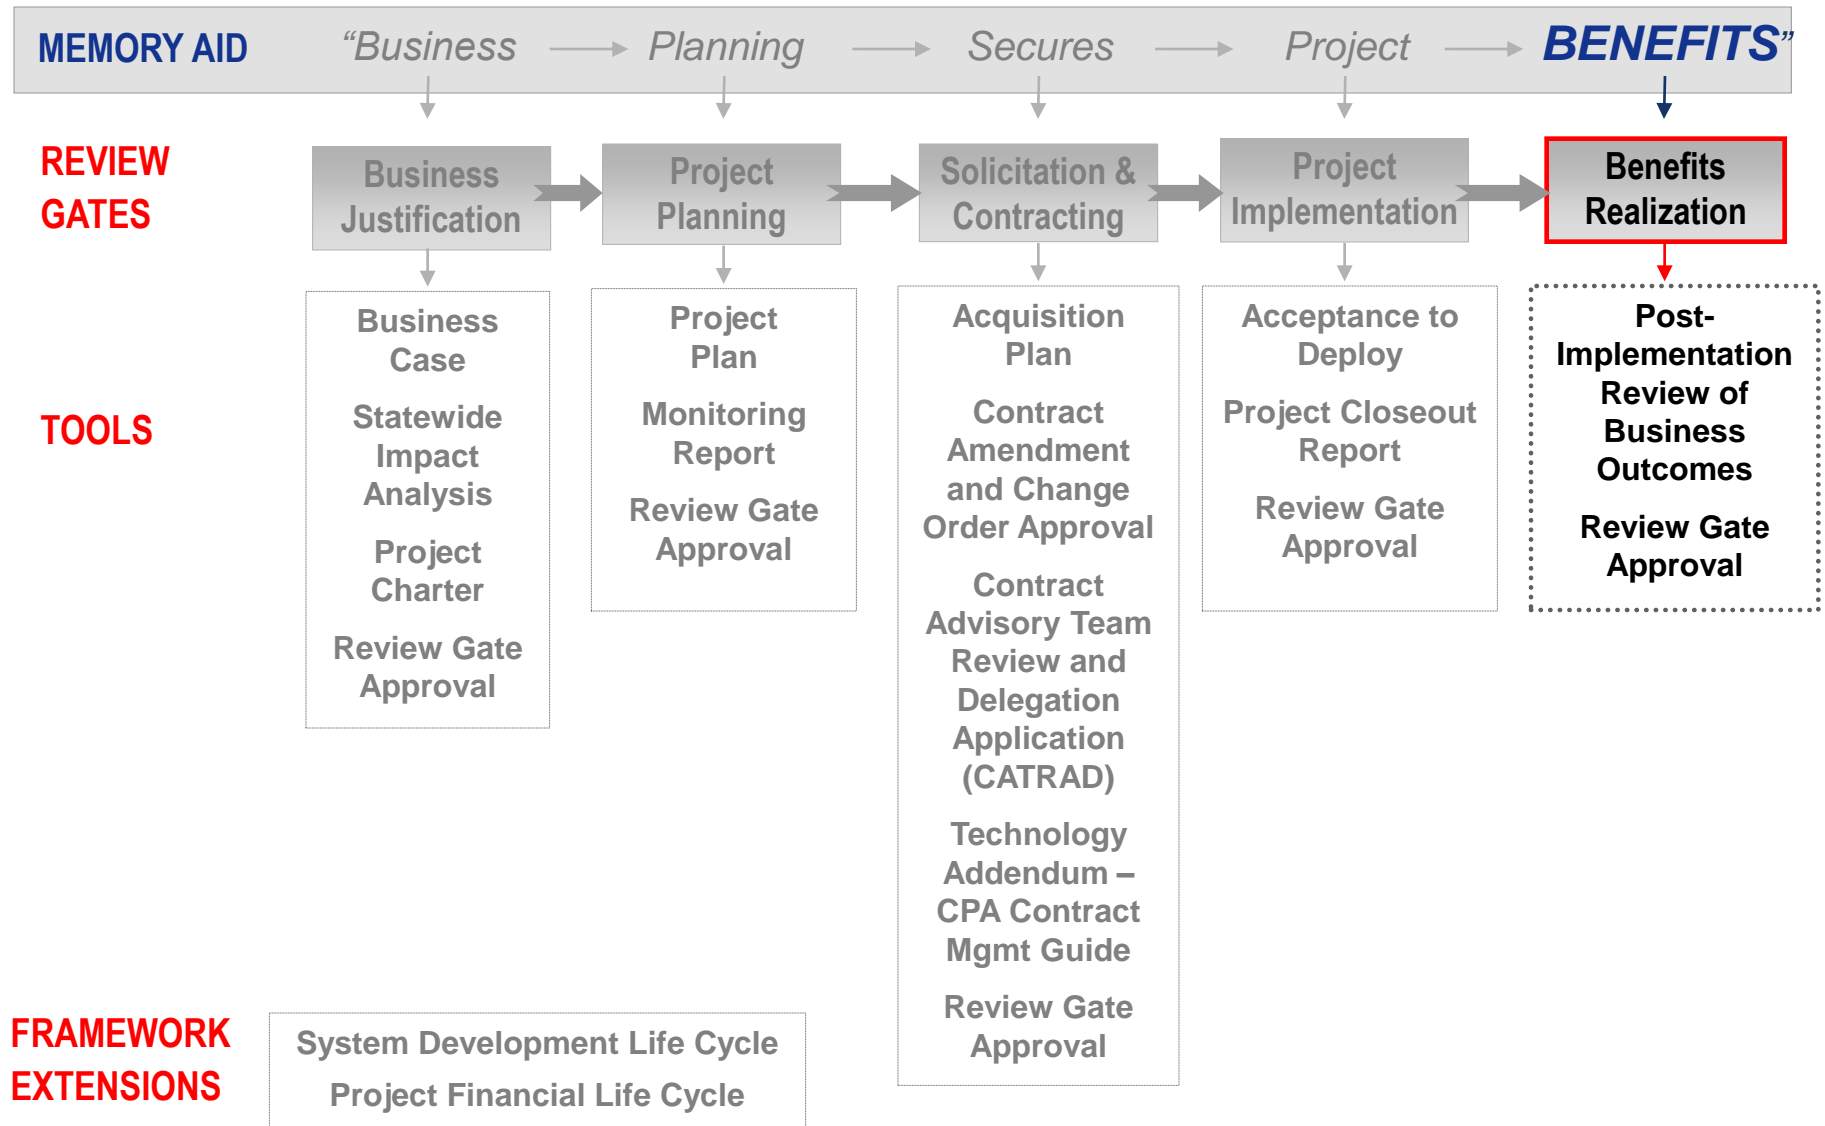 MEMORY AID
“Business
Planning
Secures
Project
BENEFITS”
REVIEW
GATES
Business
Justification
Project
Planning
Solicitation &
Contracting
Project
Implementation
Benefits
Realization
TOOLS
Business
Case
Statewide
Impact
Analysis
Project
Charter
Review Gate
Approval
Project
Plan
Monitoring
Report
Review Gate
Approval
Acquisition
Plan
Contract
Amendment
and Change
Order Approval
Contract
Advisory Team
Review and
Delegation
Application
(CATRAD)
Technology
Addendum –
CPA Contract
Mgmt Guide
Review Gate
Approval
Acceptance to
Deploy
Project Closeout
Report
Review Gate
Approval
Post-
Implementation
Review of
Business
Outcomes
Review Gate
Approval
FRAMEWORK
EXTENSIONS
System Development Life Cycle
Project Financial Life Cycle